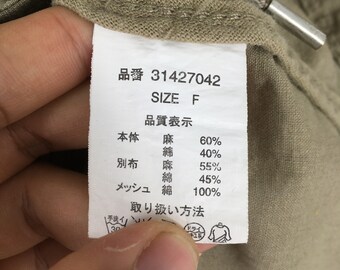 品番 31427042
SIZE F
品質表示
本体 麻 60%
綿 40%
別布 麻 55%
綿 45%
メッシュ 綿 100%
取り扱い方法